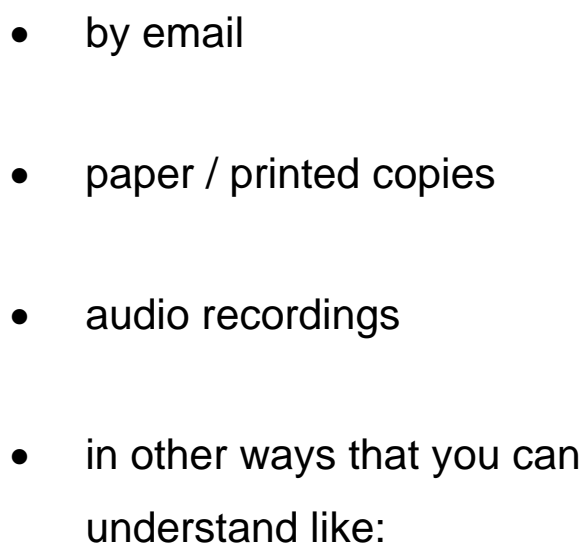 • by email
• paper / printed copies
• audio recordings
• in other ways that you can
understand like: